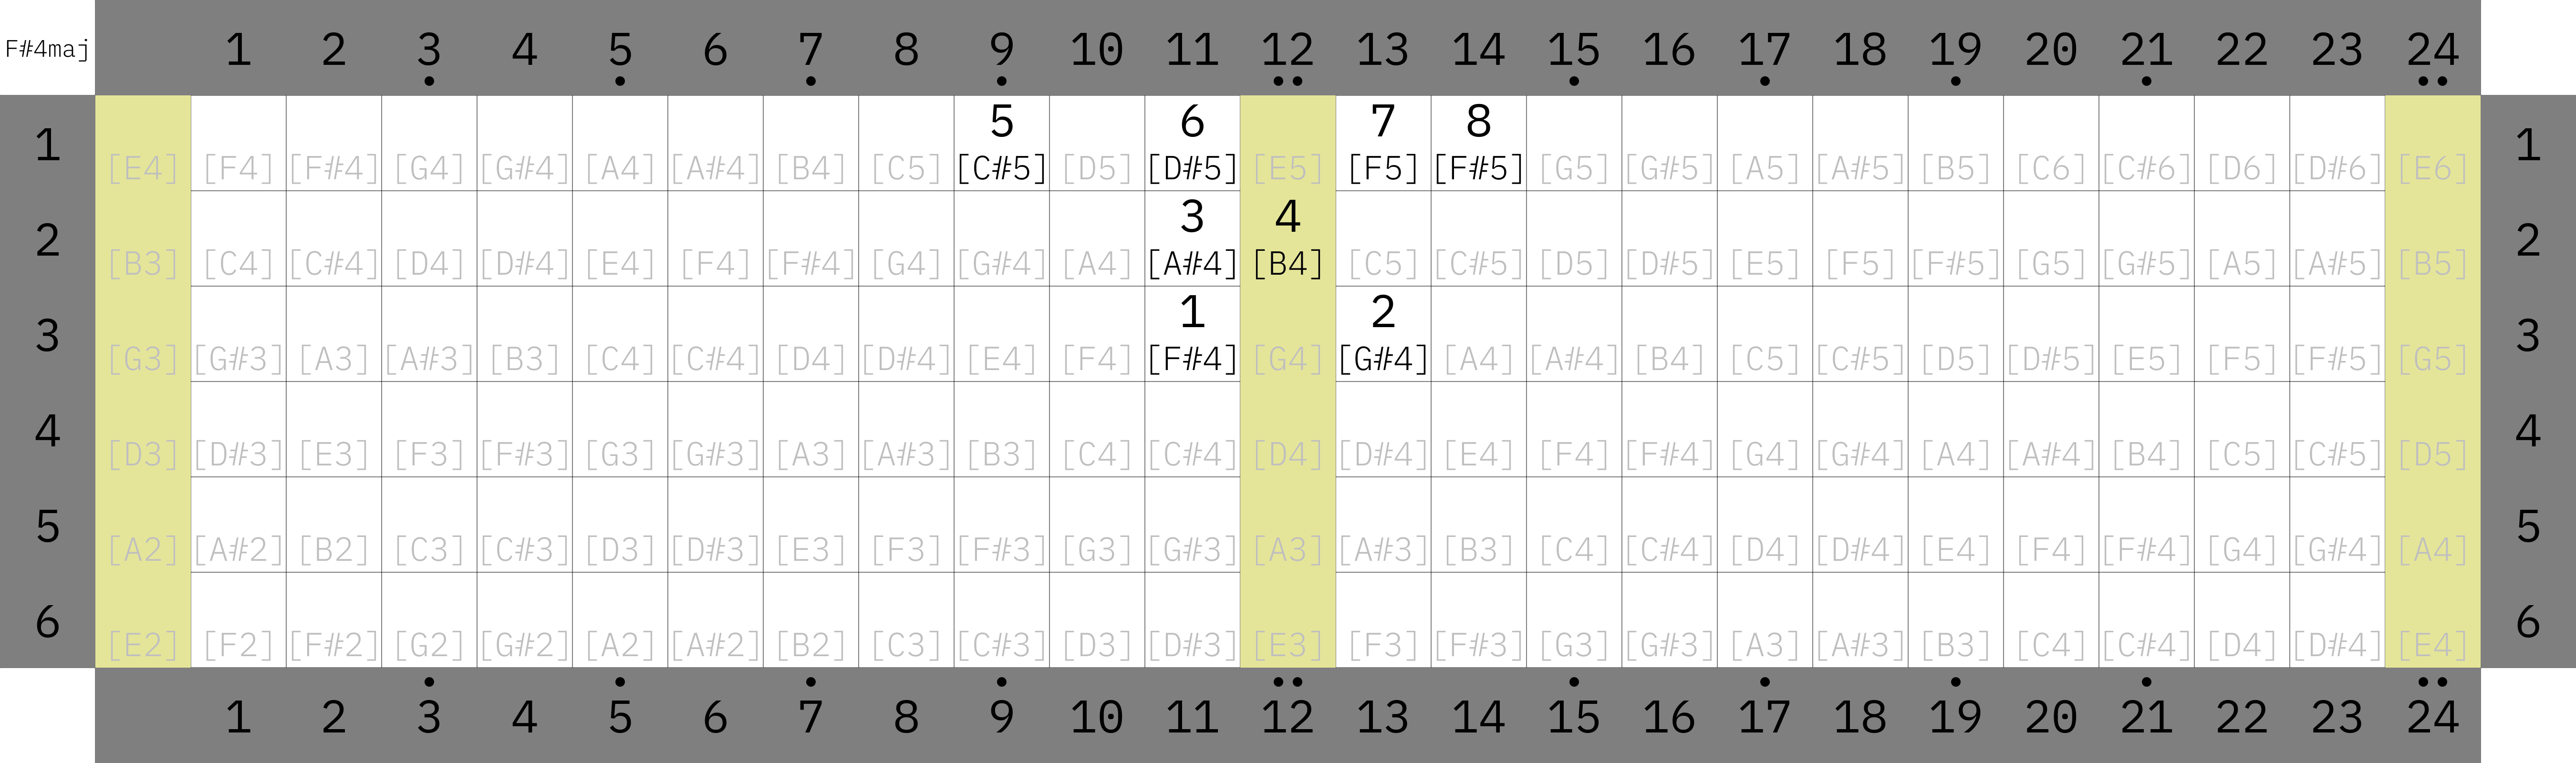 F#4maj 1 2 3 4 5 6 7 8 9 10 11 12 13 14 15 16 17 18 19 20 21 22 23 24
5 6 7 8
1 [E4] [F4] [F#4] [G4] [G#4] [A4] [A#4] [B4] [C5] [C#5] [D5] [D#5] [E5] [F5] [F#5] [G5] [G#5] [A5] [A#5] [B5] [C6] [C#6] [D6] [D#6] [E6] 1
3 4
2 [B3] [C4] [C#4] [D4] [D#4] [E4] [F4] [F#4] [G4] [G#4] [A4] [A#4] [B4] [C5] [C#5] [D5] [D#5] [E5] [F5] [F#5] [G5] [G#5] [A5] [A#5] [B5] 2
1 2
3 [G3] [G#3] [A3] [A#3] [B3] [C4] [C#4] [D4] [D#4] [E4] [F4] [F#4] [G4] [G#4] [A4] [A#4] [B4] [C5] [C#5] [D5] [D#5] [E5] [F5] [F#5] [G5] 3
4 [D3] [D#3] [E3] [F3] [F#3] [G3] [G#3] [A3] [A#3] [B3] [C4] [C#4] [D4] [D#4] [E4] [F4] [F#4] [G4] [G#4] [A4] [A#4] [B4] [C5] [C#5] [D5] 4
5 [A2] [A#2] [B2] [C3] [C#3] [D3] [D#3] [E3] [F3] [F#3] [G3] [G#3] [A3] [A#3] [B3] [C4] [C#4] [D4] [D#4] [E4] [F4] [F#4] [G4] [G#4] [A4] 5
6 [E2] [F2] [F#2] [G2] [G#2] [A2] [A#2] [B2] [C3] [C#3] [D3] [D#3] [E3] [F3] [F#3] [G3] [G#3] [A3] [A#3] [B3] [C4] [C#4] [D4] [D#4] [E4] 6
1 2 3 4 5 6 7 8 9 10 11 12 13 14 15 16 17 18 19 20 21 22 23 24